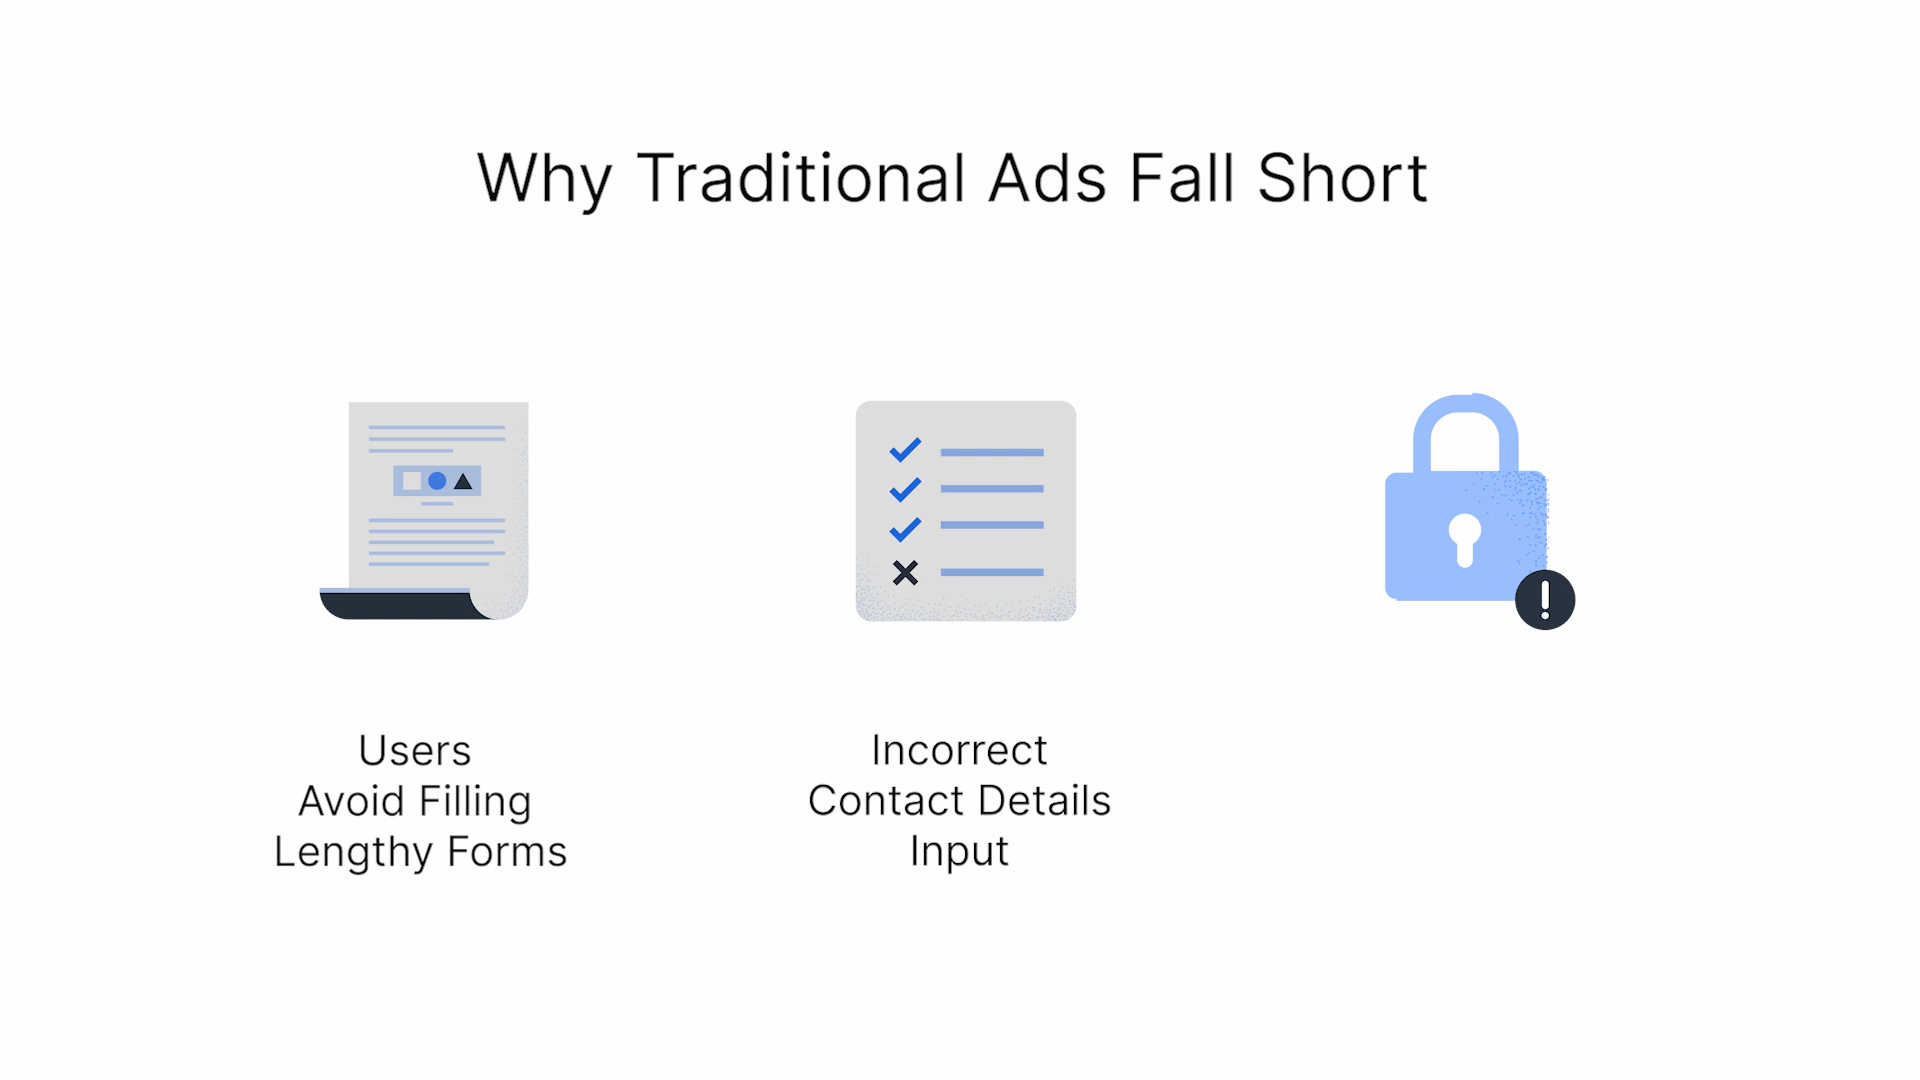 Why Traditional Ads Fall Short
Users
Avoid Filling
Lengthy Forms
Incorrect
Contact Details
Input